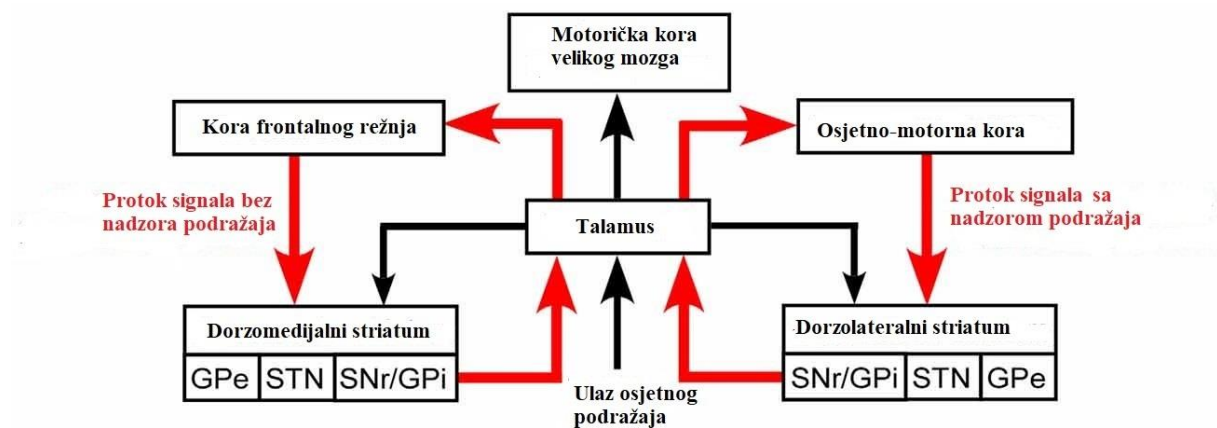 Motorička kora
velikog mozga
Kora frontalnog režnja
Osjetno-motorna kora
Protok signala bez
nadzora podražaja
Talamus
Protok signala sa
nadzorom podražaja
Dorzomedijalni striatum
GPe STN SNr/GPi
Ulaz osjetnog
podražaja
Dorzolateralni striatum
SNr/GPi STN GPe